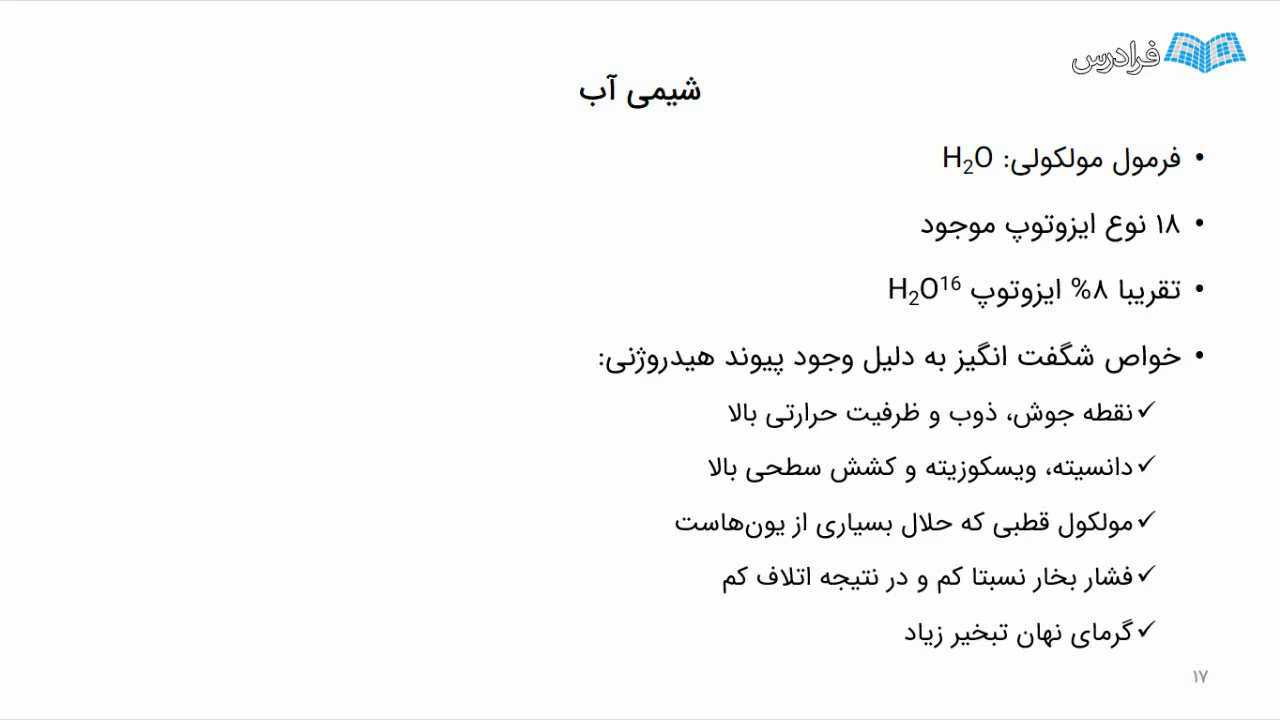 فرادرس
شیمی آب
• فرمول مولکولی: H₂O
• ۱۸ نوع ایزوتوپ موجود
• تقریبا ۸% ایزوتوپ H₂O¹⁶
• خواص شگفت انگیز به دلیل وجود پیوند هیدروژنی:
✓ نقطه جوش، ذوب و ظرفیت حرارتی بالا
✓ دانسیته، ویسکوزیته و کشش سطحی بالا
✓ مولکول قطبی که حلال بسیاری از یون‌هاست
✓ فشار بخار نسبتا کم و در نتیجه اتلاف کم
✓ گرمای نهان تبخیر زیاد
۱۷